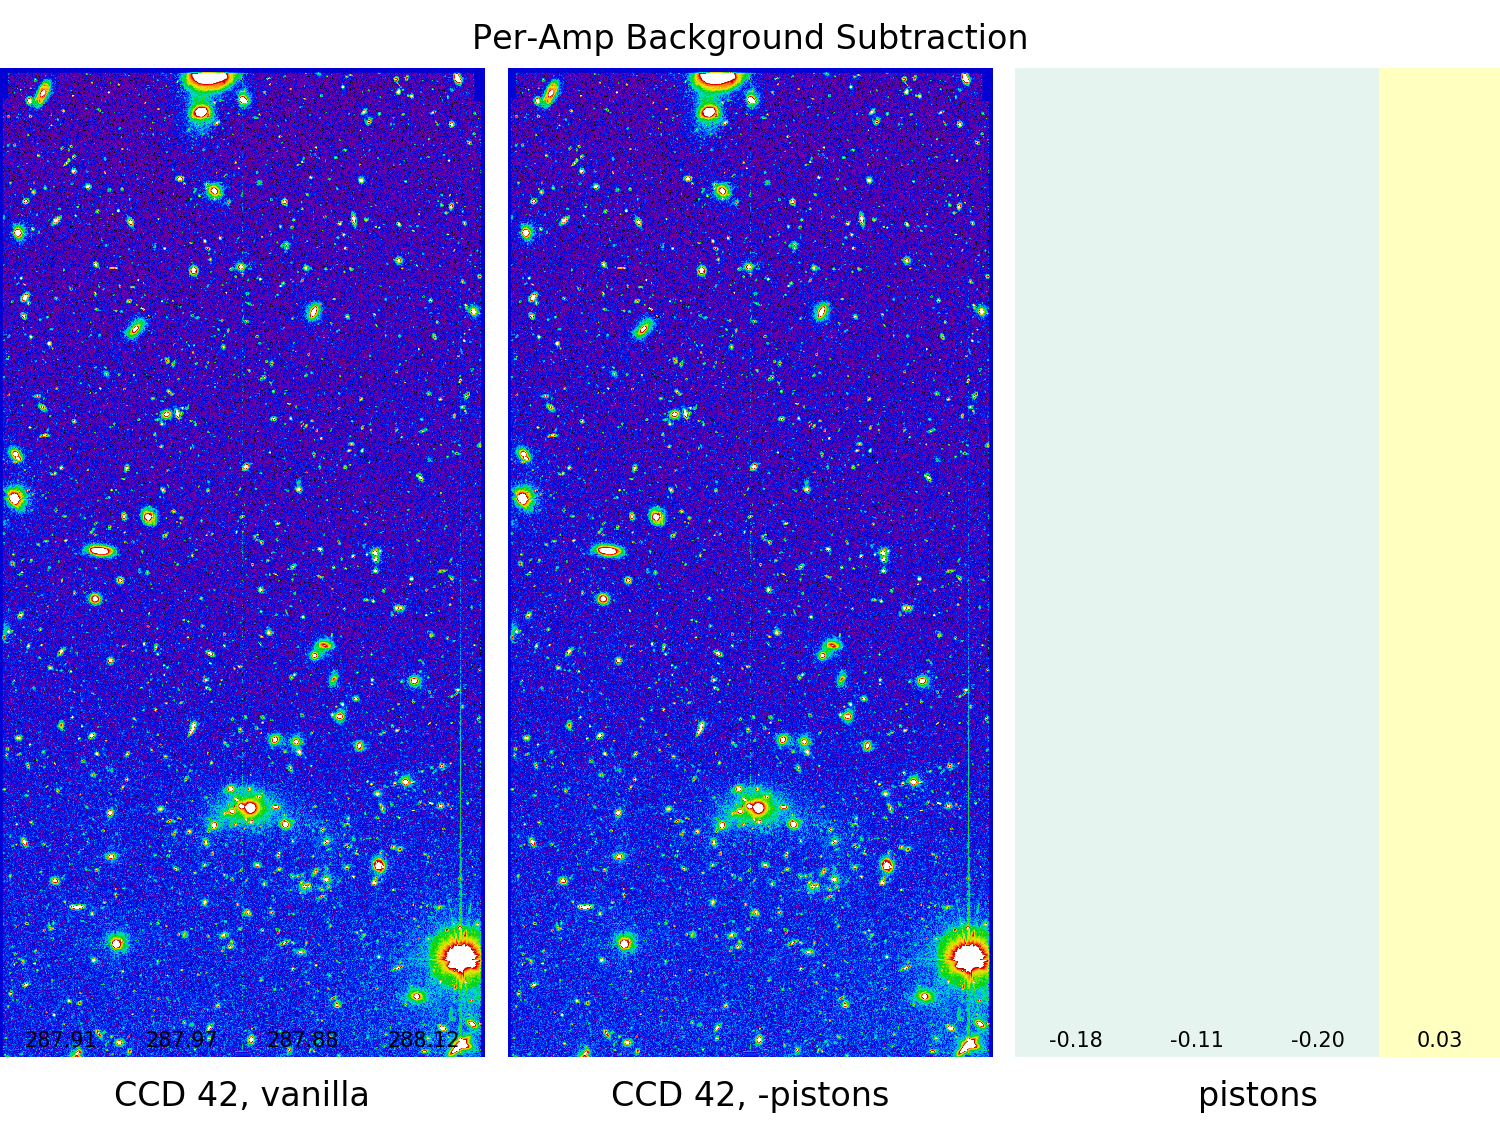 Per-Amp Background Subtraction
287.91 287.97 287.88 288.12 -0.18 -0.11 -0.20 0.03
CCD 42, vanilla CCD 42, -pistons pistons